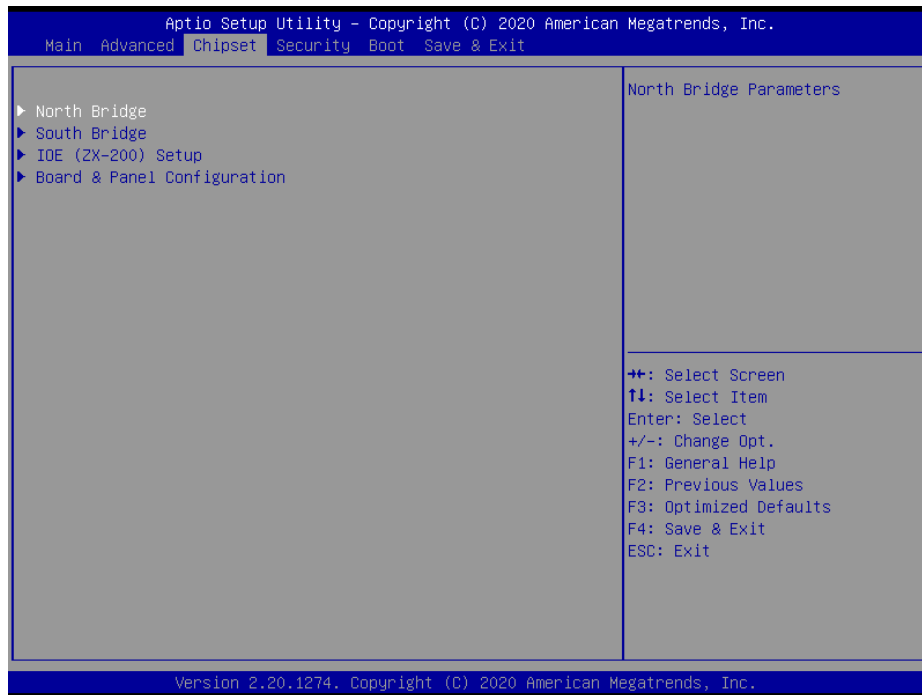 Aptio Setup Utility – Copyright (C) 2020 American Megatrends, Inc.
Main Advanced Chipset Security Boot Save & Exit
North Bridge
South Bridge
IOE (ZX-200) Setup
Board & Panel Configuration
North Bridge Parameters
→←: Select Screen
↑↓: Select Item
Enter: Select
+/-: Change Opt.
F1: General Help
F2: Previous Values
F3: Optimized Defaults
F4: Save & Exit
ESC: Exit
Version 2.20.1274. Copyright (C) 2020 American Megatrends, Inc.